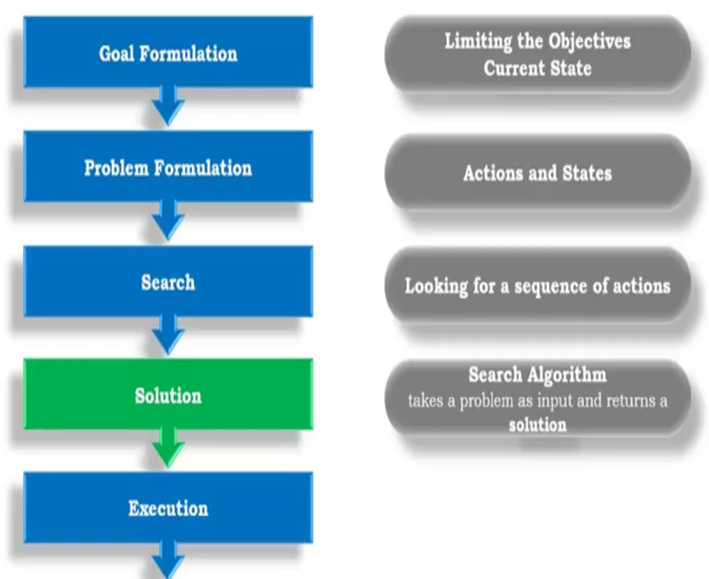 Goal Formulation
Limiting the Objectives
Current State
Problem Formulation
Actions and States
Search
Looking for a sequence of actions
Solution
Search Algorithm
takes a problem as input and returns a
solution
Execution